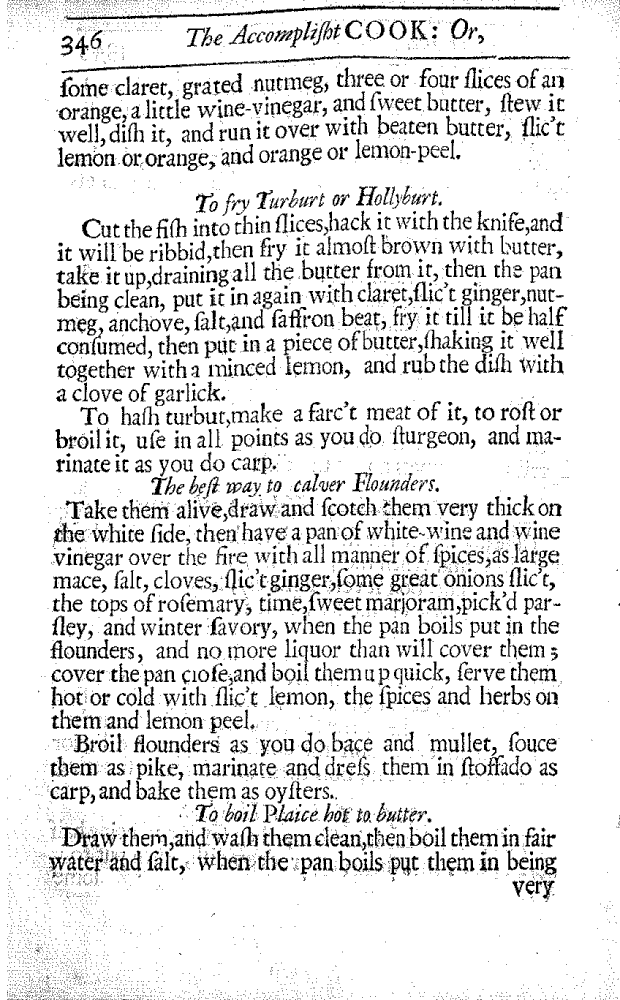 346 The Accompliſht COOK: Or,
ſome claret, grated nutmeg, three or four ſlices of an
orange, a little wine-vinegar, and ſweet butter, ſtew it
well, diſh it, and run it over with beaten butter, ſlic't
lemon or orange, and orange or lemon-peel.
To fry Turburt or Hollyburt.
Cut the fiſh into thin ſlices, hack it with the knife, and
it will be ribbid, then fry it almoſt brown with butter,
take it up, draining all the butter from it, then the pan
being clean, put it in again with claret, ſlic't ginger, nut-
meg, anchove, ſalt, and ſaffron beat, fry it till it be half
conſumed, then put in a piece of butter, ſhaking it well
together with a minced lemon, and rub the diſh with
a clove of garlick.
To haſh turbut, make a farc't meat of it, to roſt or
broil it, uſe in all points as you do ſturgeon, and ma-
rinate it as you do carp.
The beſt way to calver Flounders.
Take them alive, draw and ſcotch them very thick on
the white ſide, then have a pan of white-wine and wine
vinegar over the fire with all manner of ſpices, as large
mace, ſalt, cloves, ſlic't ginger, ſome great onions ſlic't,
the tops of roſemary, time, ſweet marjoram, pick'd par-
ſley, and winter ſavory, when the pan boils put in the
flounders, and no more liquor than will cover them;
cover the pan cloſe, and boil them up quick, ſerve them
hot or cold with ſlic't lemon, the ſpices and herbs on
them and lemon peel.
Broil flounders as you do bace and mullet, ſouce
them as pike, marinate and dreſs them in ſtoffado as
carp, and bake them as oyſters.
To boil Plaice hot to butter.
Draw them, and waſh them clean, then boil them in fair
water and ſalt, when the pan boils put them in being
very